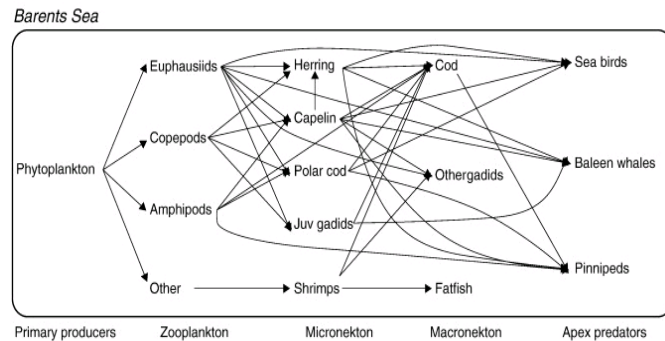 Barents Sea
Euphausiids Herring Cod Sea birds
Capelin
Copepods
Phytoplankton Polar cod Othergadids Baleen whales
Amphipods
Juv gadids
Pinnipeds
Other Shrimps Fatfish
Primary producers Zooplankton Micronekton Macronekton Apex predators